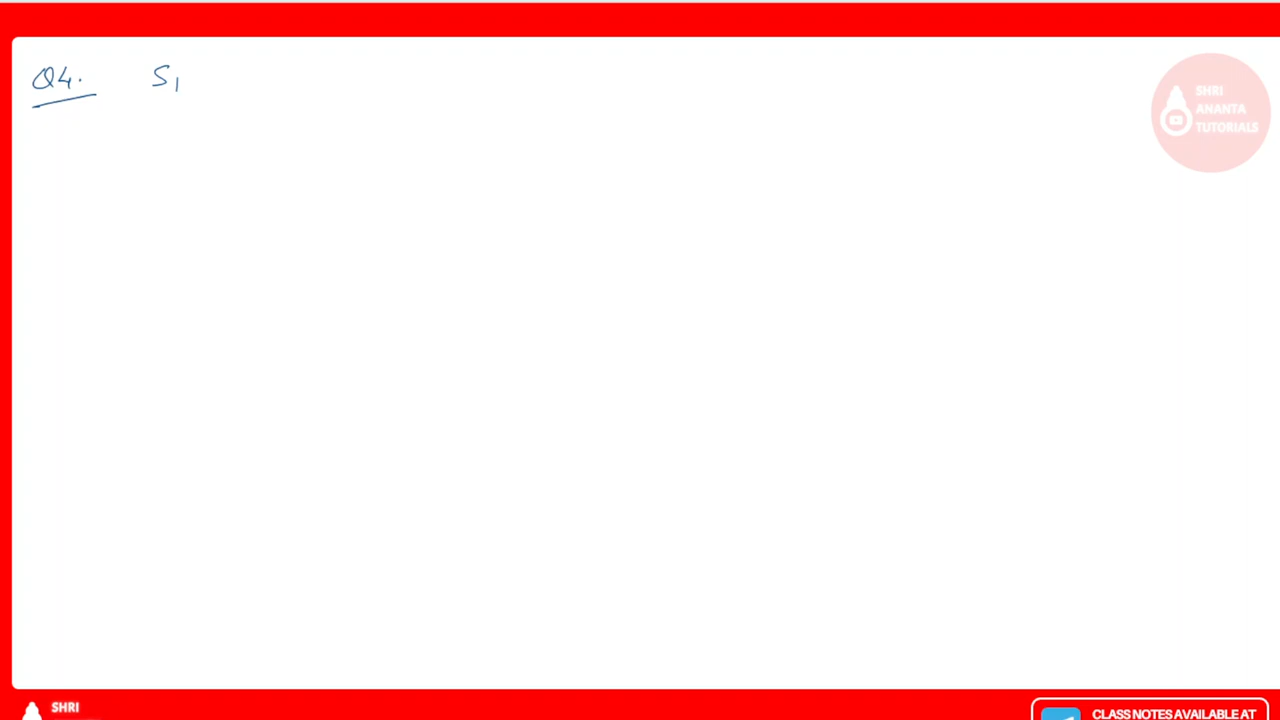 Q4. S1
SHRI
ANANTA
TUTORIALS
SHRI
CLASS NOTES AVAILABLE AT